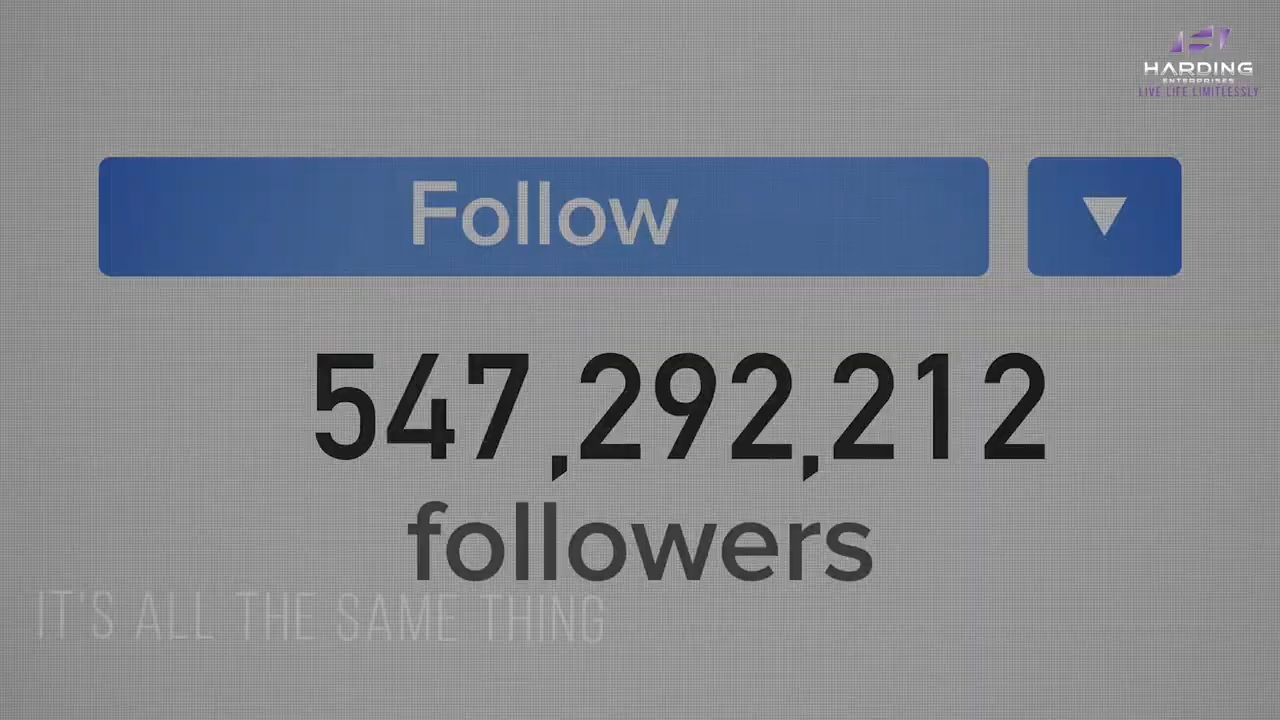 HARDING
ENTERPRISES
LIVE LIFE LIMITLESSLY
Follow
547,292,212
followers
IT'S ALL THE SAME THING